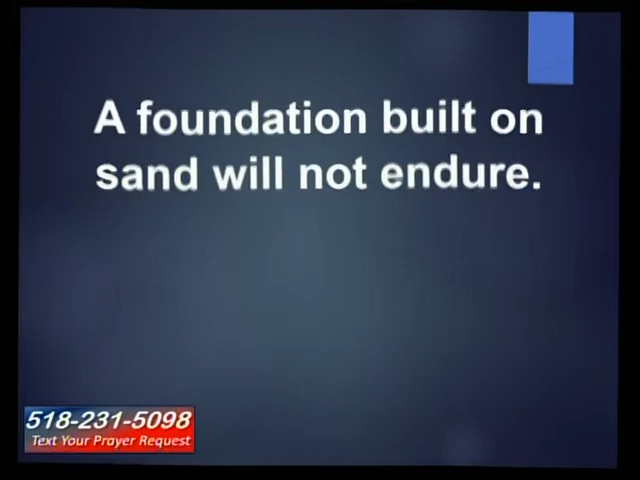 A foundation built on
sand will not endure.
518-231-5098
Text Your Prayer Request